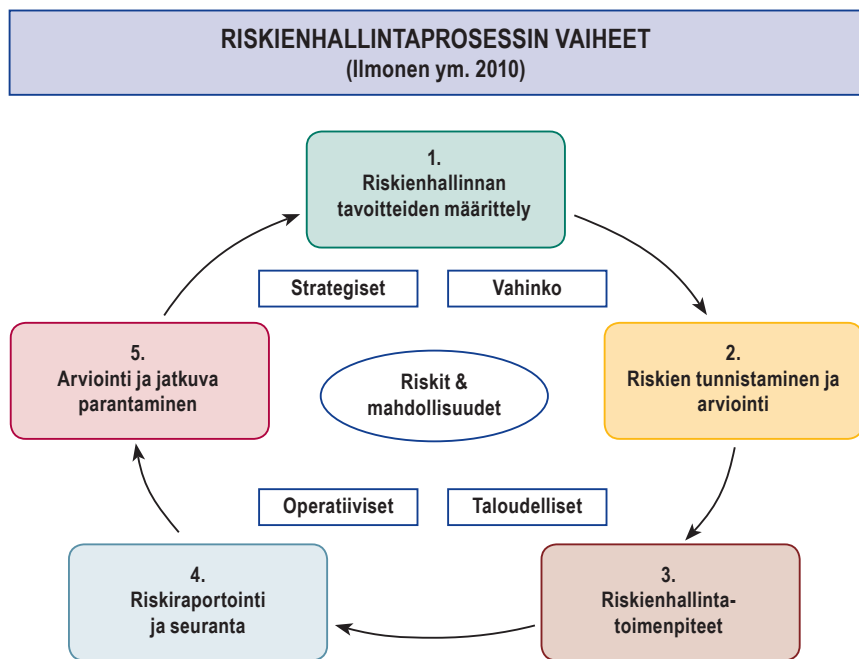 RISKIENHALLINTAPROSESSIN VAIHEET
(Ilmonen ym. 2010)
1.
Riskienhallinnan
tavoitteiden määrittely
Strategiset
Vahinko
5.
Arviointi ja jatkuva
parantaminen
Riskit &
mahdollisuudet
2.
Riskien tunnistaminen ja
arviointi
Operatiiviset
Taloudelliset
4.
Riskiraportointi
ja seuranta
3.
Riskienhallinta-
toimenpiteet